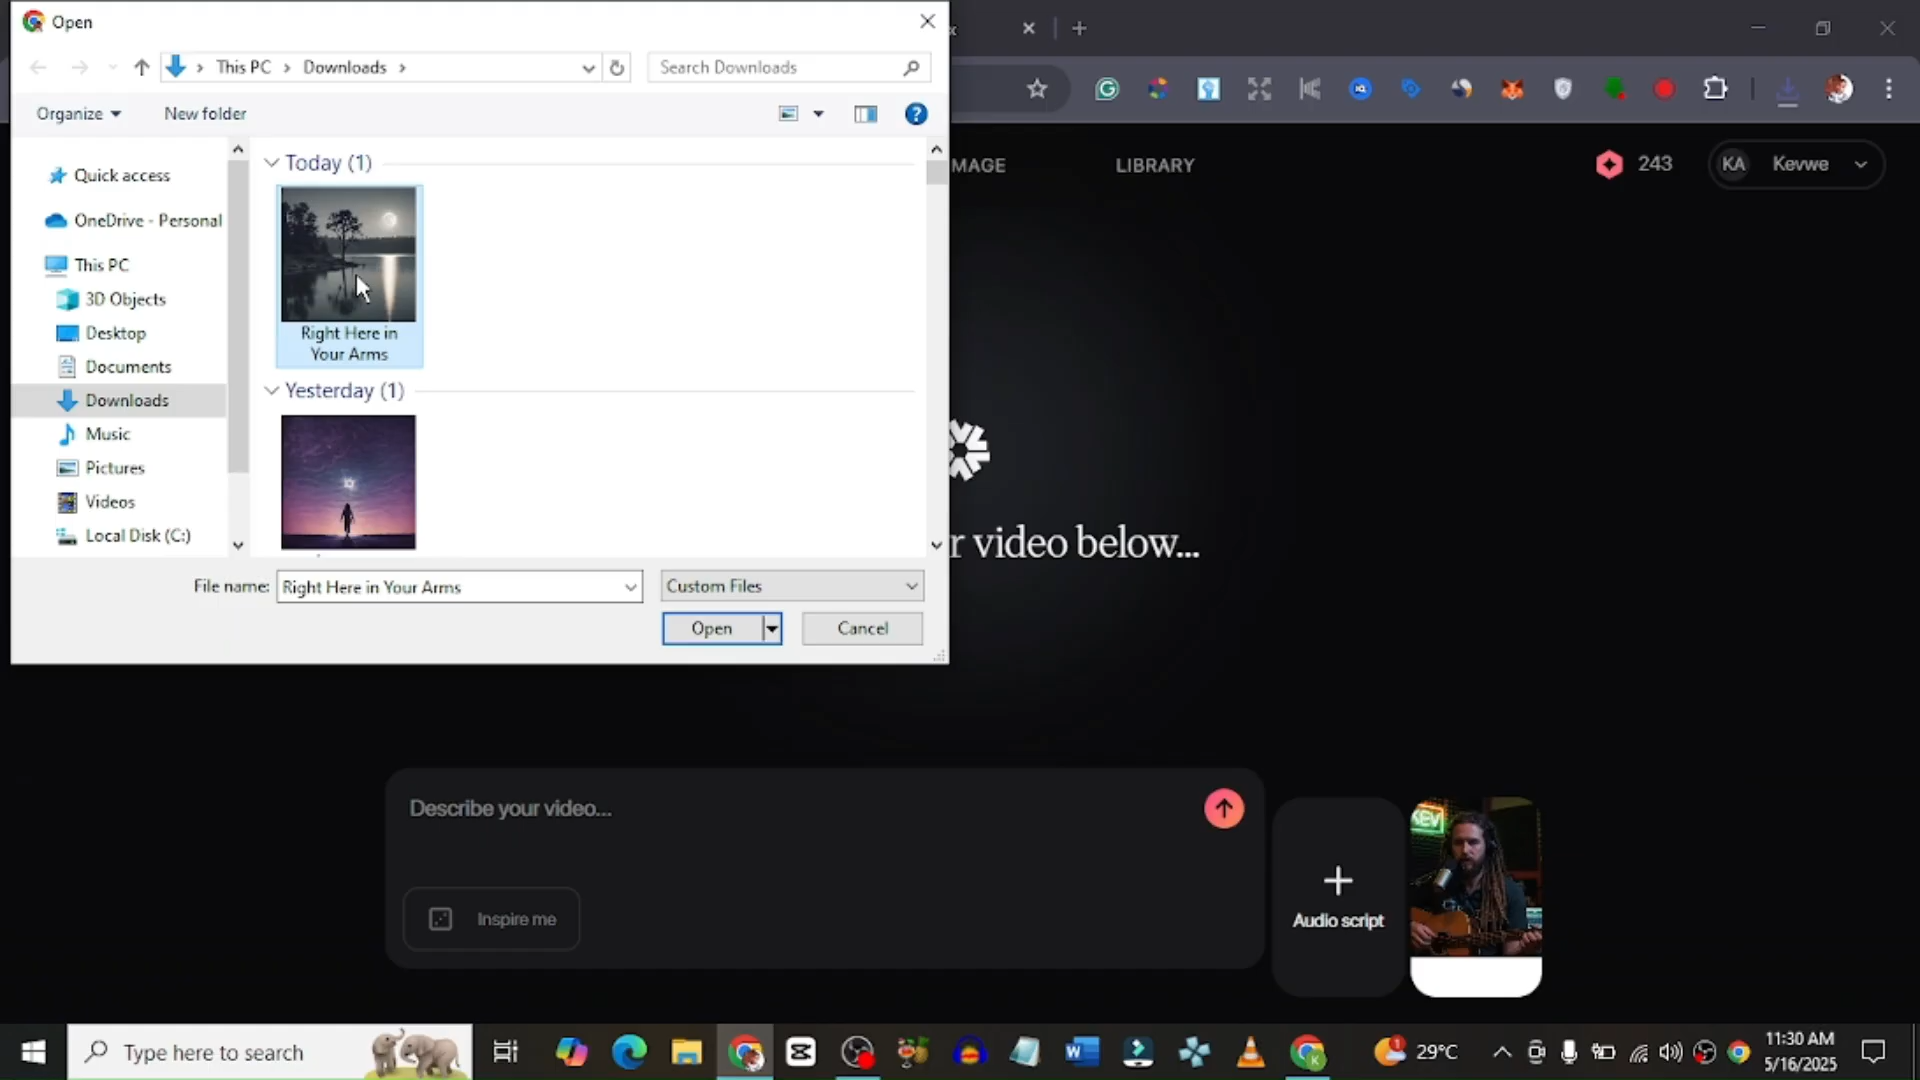 Open
This PC
Downloads
Search Downloads
Organize
New folder
Quick access
OneDrive - Personal
This PC
3D Objects
Desktop
Documents
Downloads
Music
Pictures
Videos
Local Disk (C:)
Today (1)
Right Here in
Your Arms
Yesterday (1)
File name:
Right Here in Your Arms
Custom Files
Open
Cancel
MAGE
LIBRARY
243
KA
Kevwe
r video below...
Describe your video...
Inspire me
Audio script
KEV
Type here to search
29°C
11:30 AM
5/16/2025